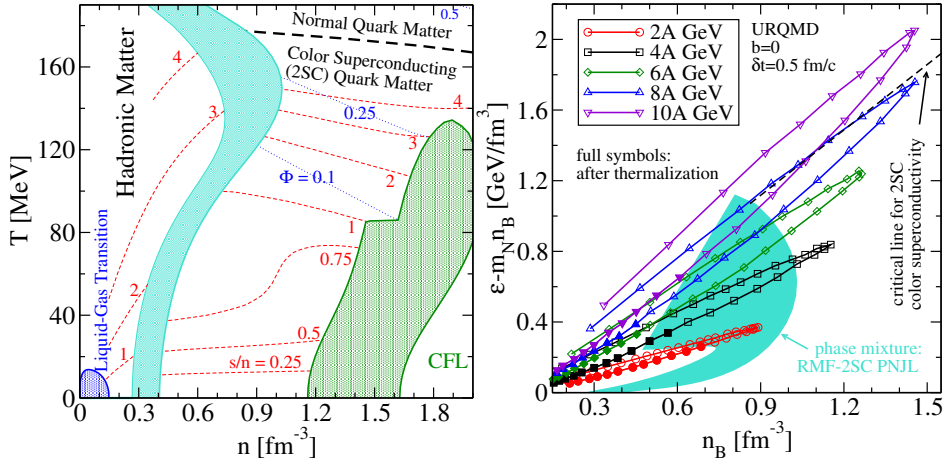 Normal Quark Matter
0.5
Color Superconducting
(2SC) Quark Matter
Hadronic Matter
Liquid-Gas Transition
4
3
2
1
4
0.25
3
2
Φ = 0.1
1
0.75
0.5
s/n = 0.25
CFL
160
120
80
40
0
T [MeV]
0 0.3 0.6 0.9 1.2 1.5 1.8
n [fm⁻³]
2A GeV
4A GeV
6A GeV
8A GeV
10A GeV
URQMD
b=0
δt=0.5 fm/c
full symbols:
after thermalization
critical line for 2SC
color superconductivity
phase mixture:
RMF-2SC PNJL
2
1.6
1.2
0.8
0.4
0
ε-m_N n_B [GeV/fm³]
0.3 0.6 0.9 1.2 1.5
n_B [fm⁻³]